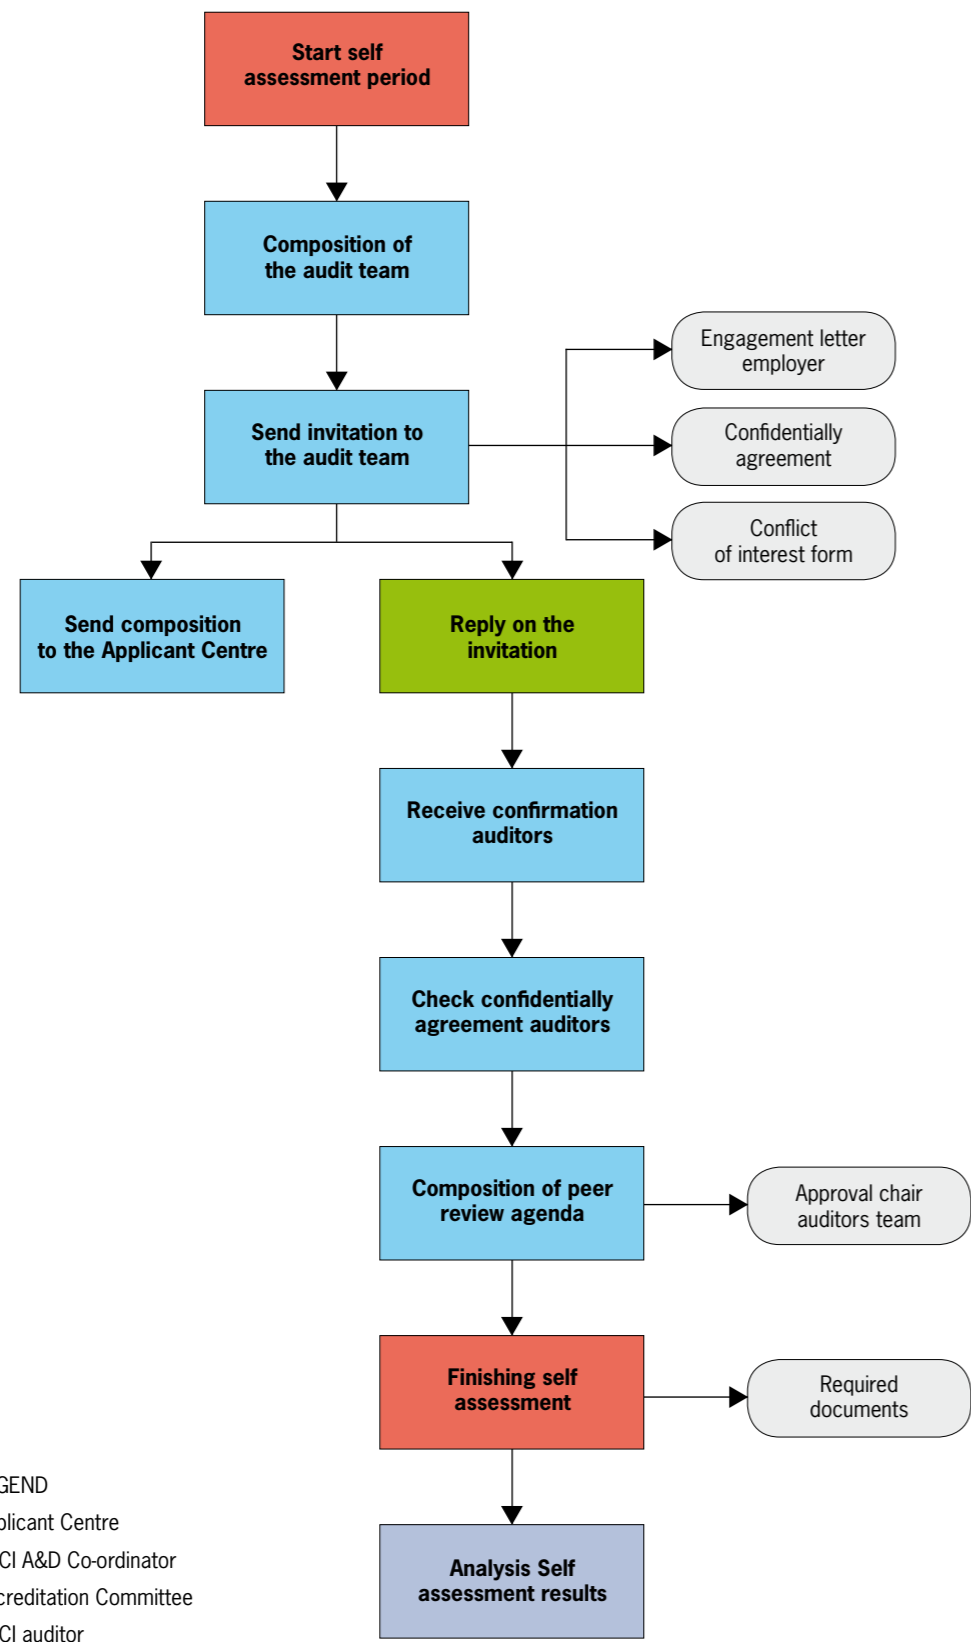 Start self
assessment period
Composition of
the audit team
Send invitation to
the audit team
Engagement letter
employer
Confidentially
agreement
Conflict
of interest form
Send composition
to the Applicant Centre
Reply on the
invitation
Receive confirmation
auditors
Check confidentially
agreement auditors
Composition of peer
review agenda
Approval chair
auditors team
Finishing self
assessment
Required
documents
Analysis Self
assessment results
GEND
plicant Centre
CI A&D Co-ordinator
creditation Committee
CI auditor